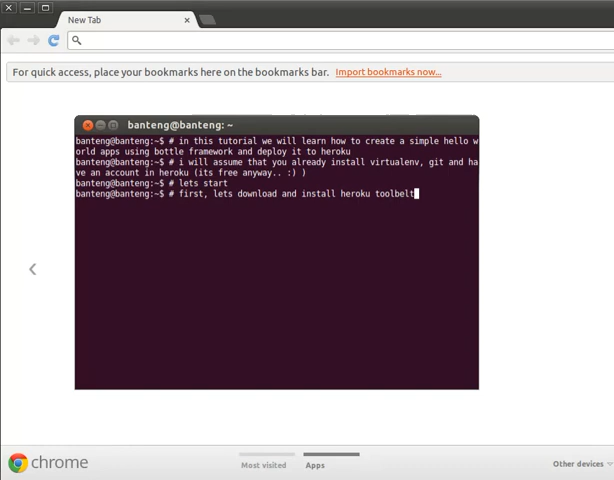 New Tab
For quick access, place your bookmarks here on the bookmarks bar. Import bookmarks now...
banteng@banteng: ~
banteng@banteng:~$ # in this tutorial we will learn how to create a simple hello w
orld apps using bottle framework and deploy it to heroku
banteng@banteng:~$ # i will assume that you already install virtualenv, git and ha
ve an account in heroku (its free anyway.. :) )
banteng@banteng:~$ # lets start
banteng@banteng:~$ # first, lets download and install heroku toolbelt
chrome
Most visited
Apps
Other devices